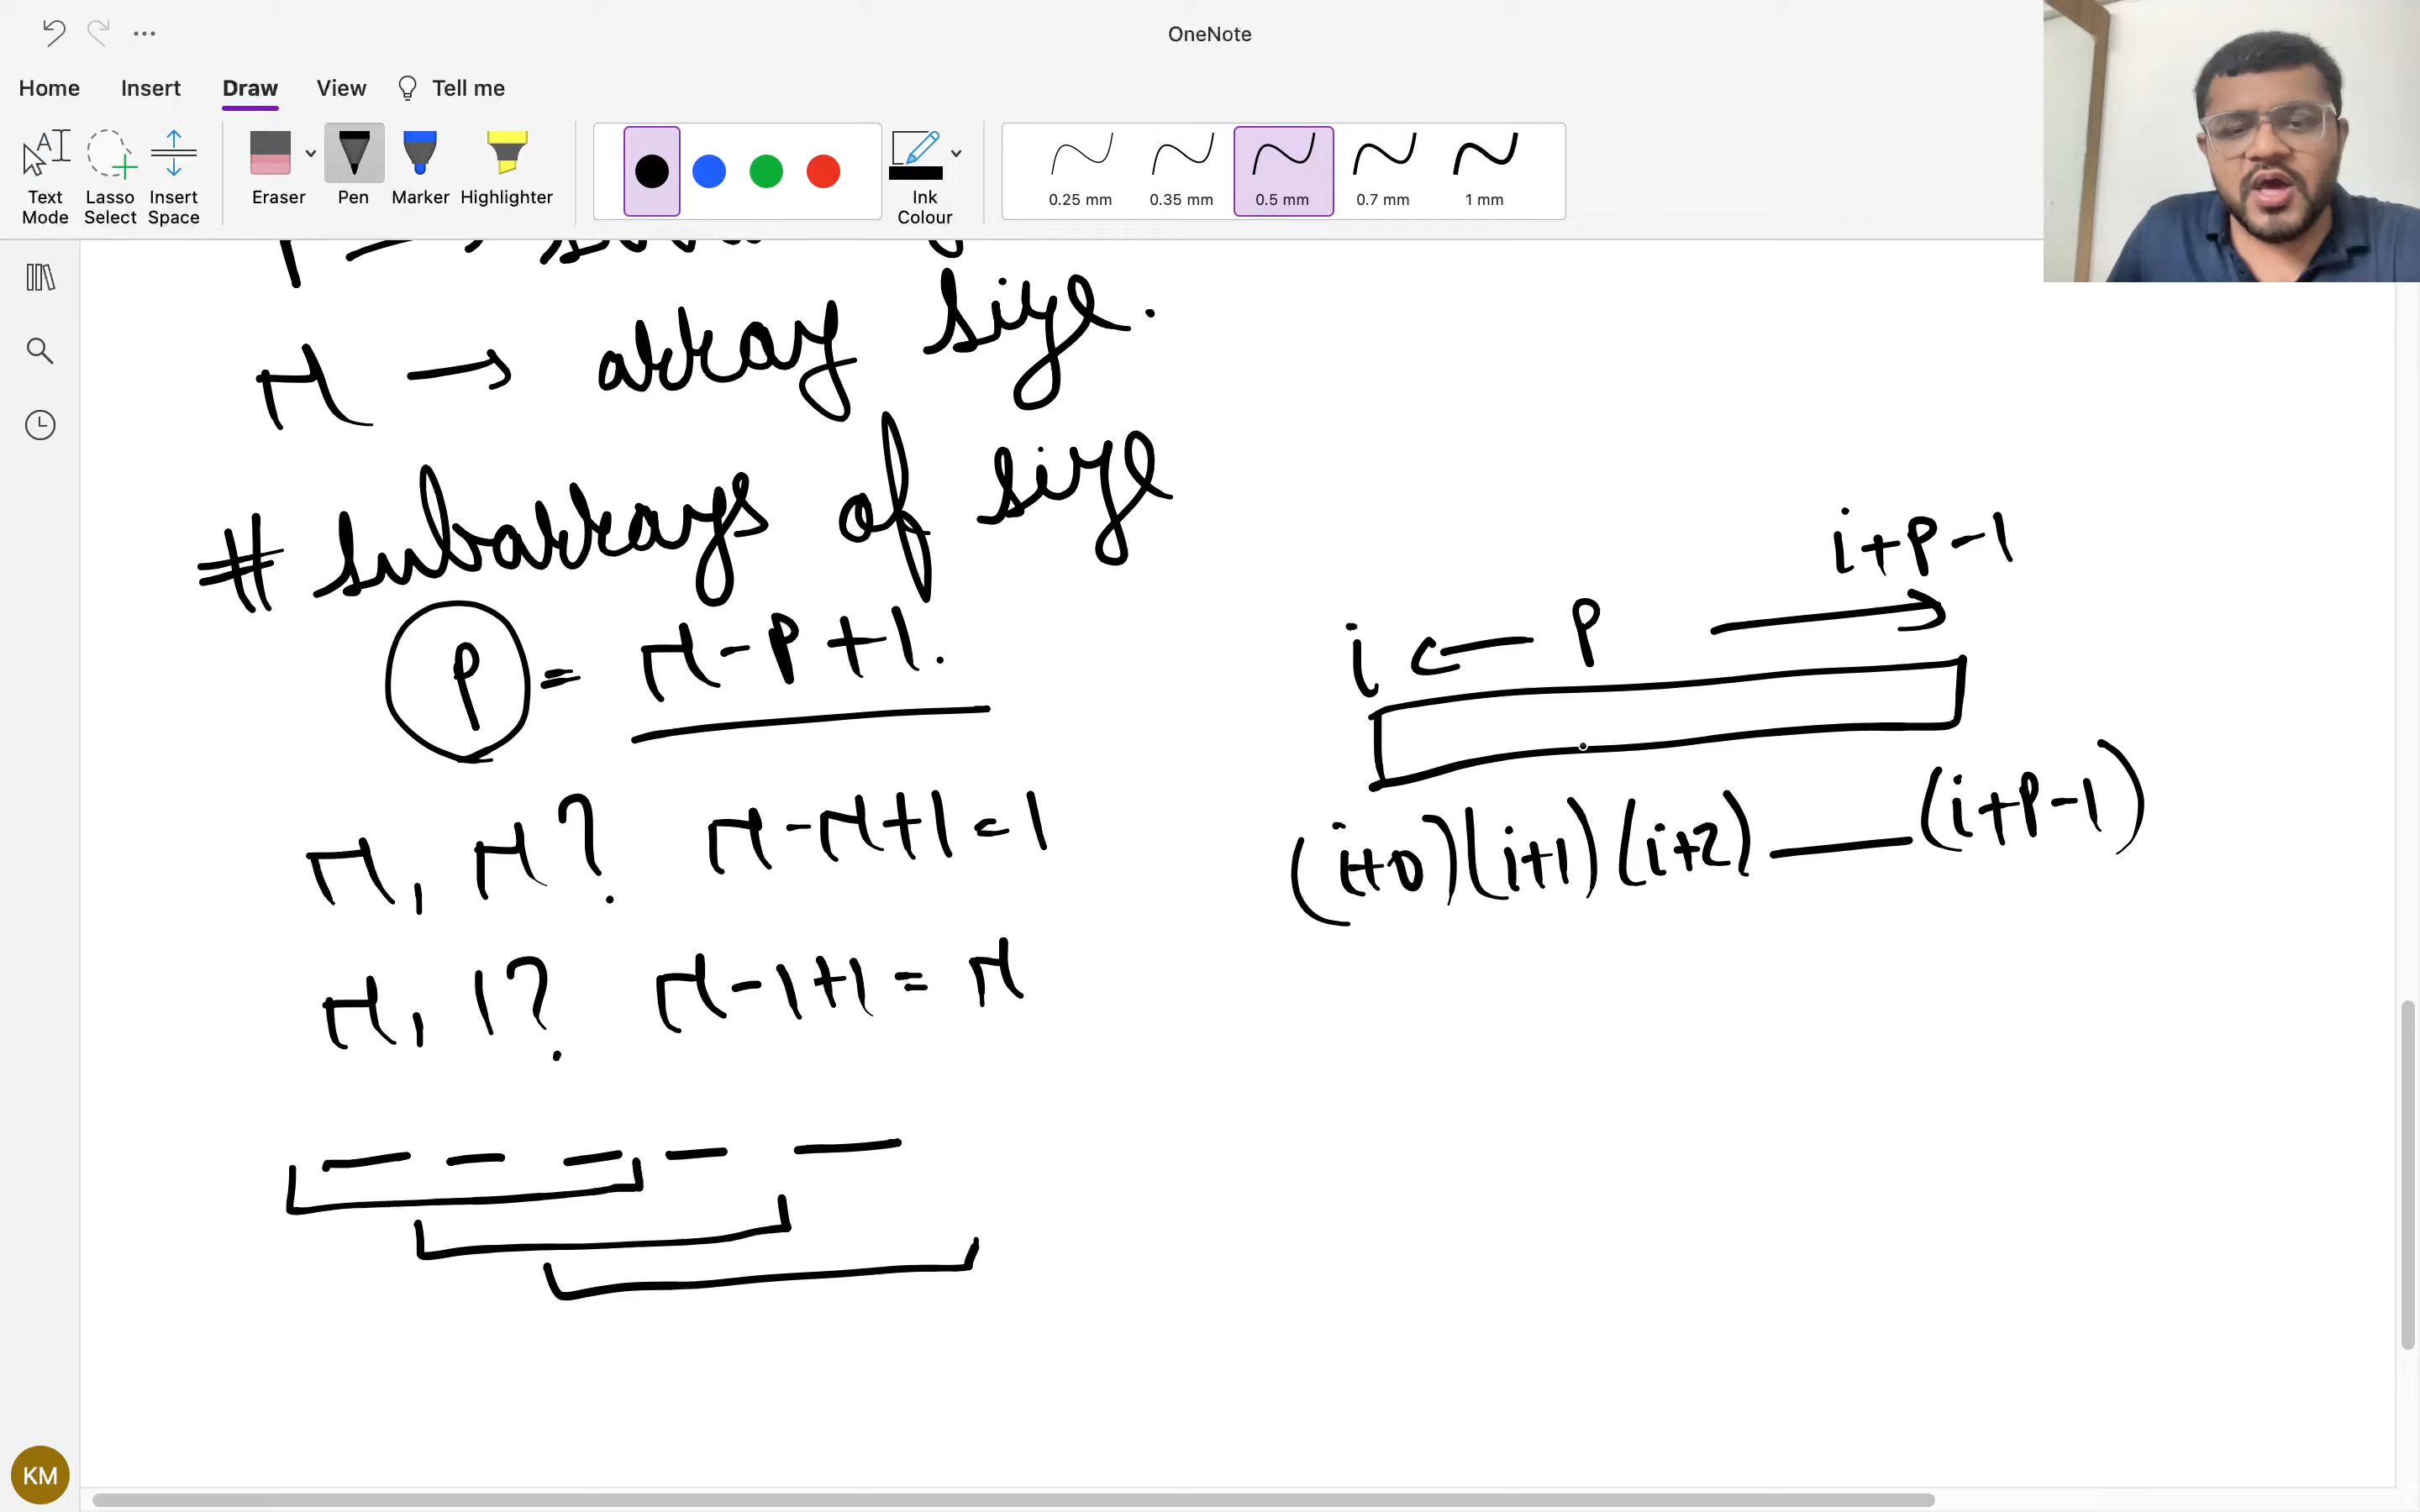 OneNote
Home Insert Draw View Tell me
Text Mode
Lasso Select
Insert Space
Eraser
Pen
Marker
Highlighter
Ink Colour
0.25 mm
0.35 mm
0.5 mm
0.7 mm
1 mm
n → array size.
# subarrays of size
p = n-p+1.
n, n? n-n+1=1
n, 1? n-1+1=n
i+p-1
i ← p →
(i+0)(i+1)(i+2) — (i+p-1)
KM